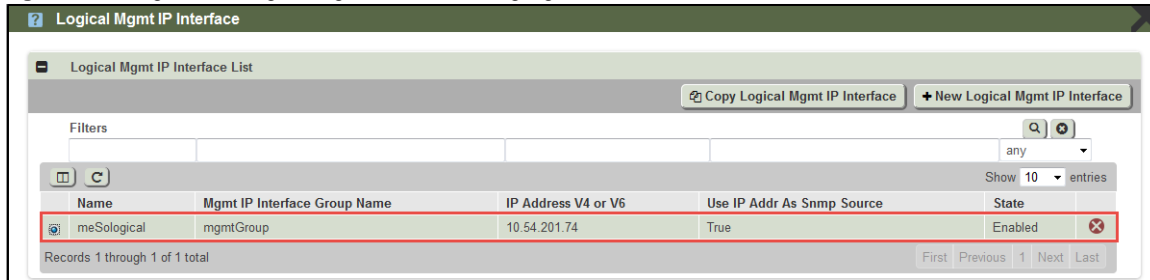 ? Logical Mgmt IP Interface
Logical Mgmt IP Interface List
Copy Logical Mgmt IP Interface + New Logical Mgmt IP Interface
Filters
any
Show 10 entries
Name Mgmt IP Interface Group Name IP Address V4 or V6 Use IP Addr As Snmp Source State
meSological mgmtGroup 10.54.201.74 True Enabled
Records 1 through 1 of 1 total First Previous 1 Next Last